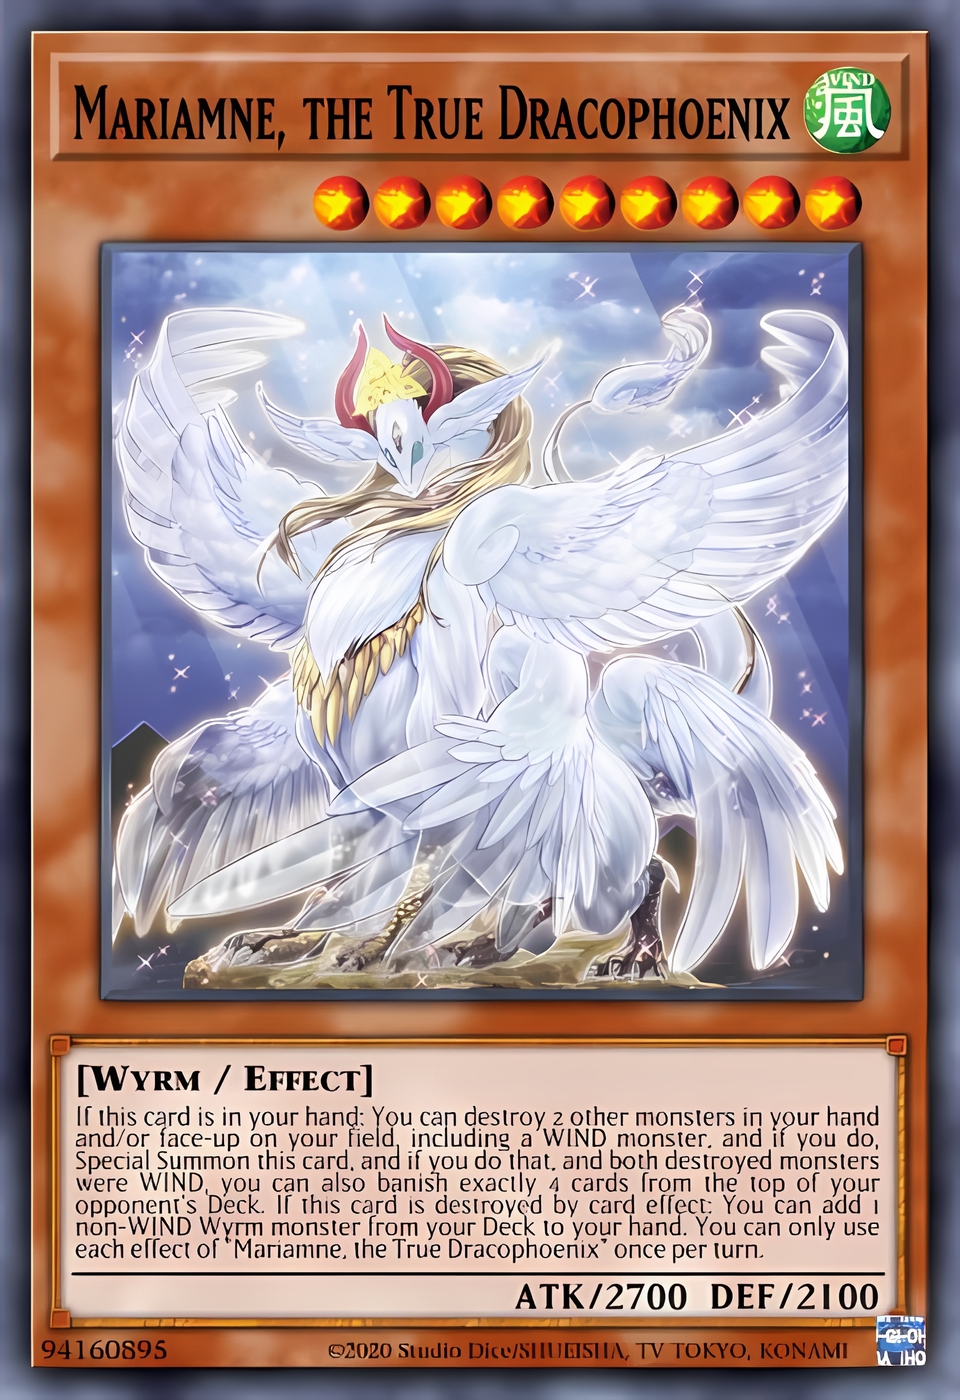 MARIAMNE, THE TRUE DRACOPHOENIX
WIND
風
[WYRM / EFFECT]
If this card is in your hand: You can destroy 2 other monsters in your hand
and/or face-up on your field, including a WIND monster, and if you do,
Special Summon this card, and if you do that, and both destroyed monsters
were WIND, you can also banish exactly 4 cards from the top of your
opponent's Deck. If this card is destroyed by card effect: You can add 1
non-WIND Wyrm monster from your Deck to your hand. You can only use
each effect of "Mariamne, the True Dracophoenix" once per turn.
ATK/2700 DEF/2100
94160895
©2020 Studio Dice/SHUEISHA, TV TOKYO, KONAMI